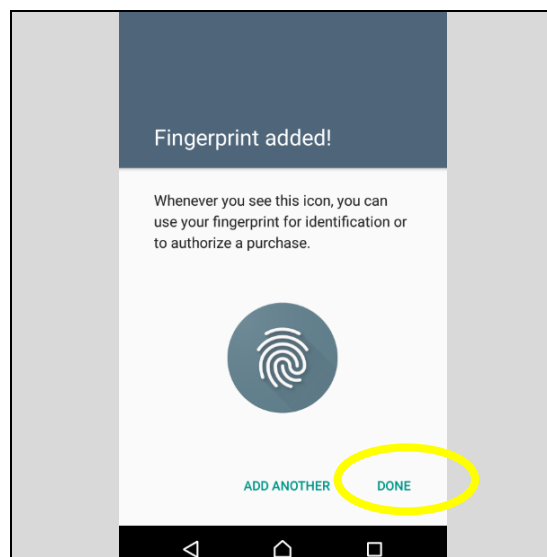 Fingerprint added!
Whenever you see this icon, you can
use your fingerprint for identification or
to authorize a purchase.
ADD ANOTHER DONE